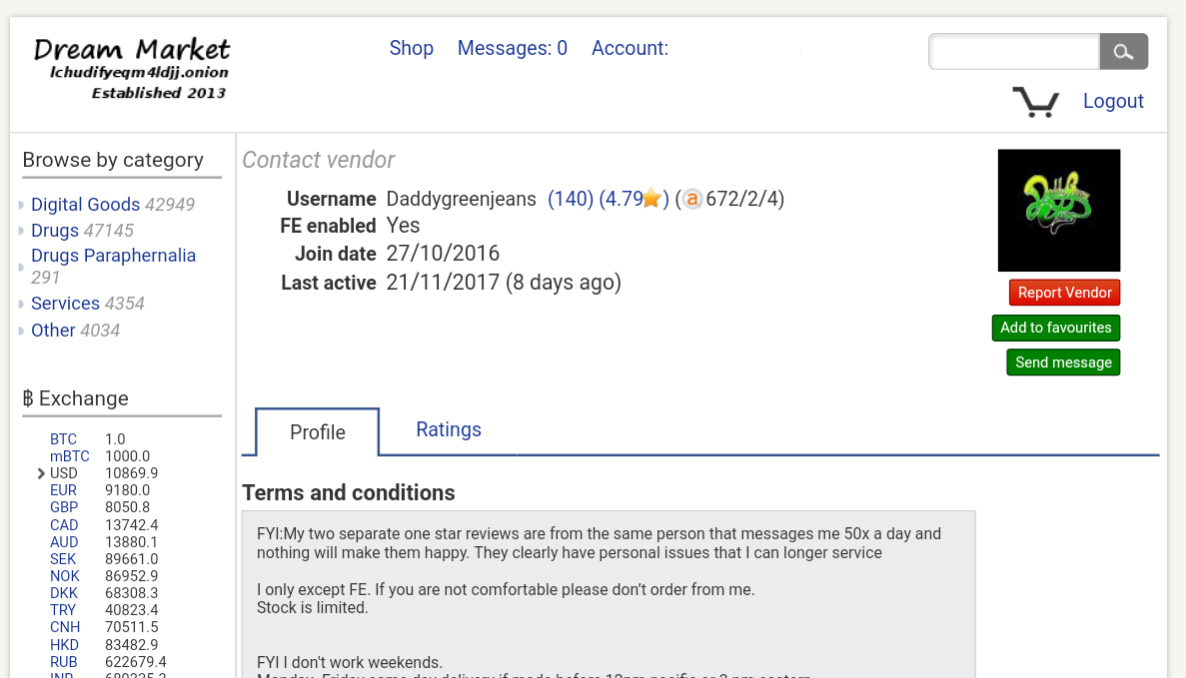 Dream Market
lchudifyeqm4ldjj.onion
Established 2013
Shop Messages: 0 Account:
Logout
Browse by category
Digital Goods 42949
Drugs 47145
Drugs Paraphernalia
291
Services 4354
Other 4034
฿ Exchange
BTC 1.0
mBTC 1000.0
USD 10869.9
EUR 9180.0
GBP 8050.8
CAD 13742.4
AUD 13880.1
SEK 89661.0
NOK 86952.9
DKK 68308.3
TRY 40823.4
CNH 70511.5
HKD 83482.9
RUB 622679.4
Contact vendor
Username Daddygreenjeans (140) (4.79⭐) (a 672/2/4)
FE enabled Yes
Join date 27/10/2016
Last active 21/11/2017 (8 days ago)
Report Vendor
Add to favourites
Send message
Profile Ratings
Terms and conditions
FYI:My two separate one star reviews are from the same person that messages me 50x a day and
nothing will make them happy. They clearly have personal issues that I can longer service
I only except FE. If you are not comfortable please don't order from me.
Stock is limited.
FYI I don't work weekends.